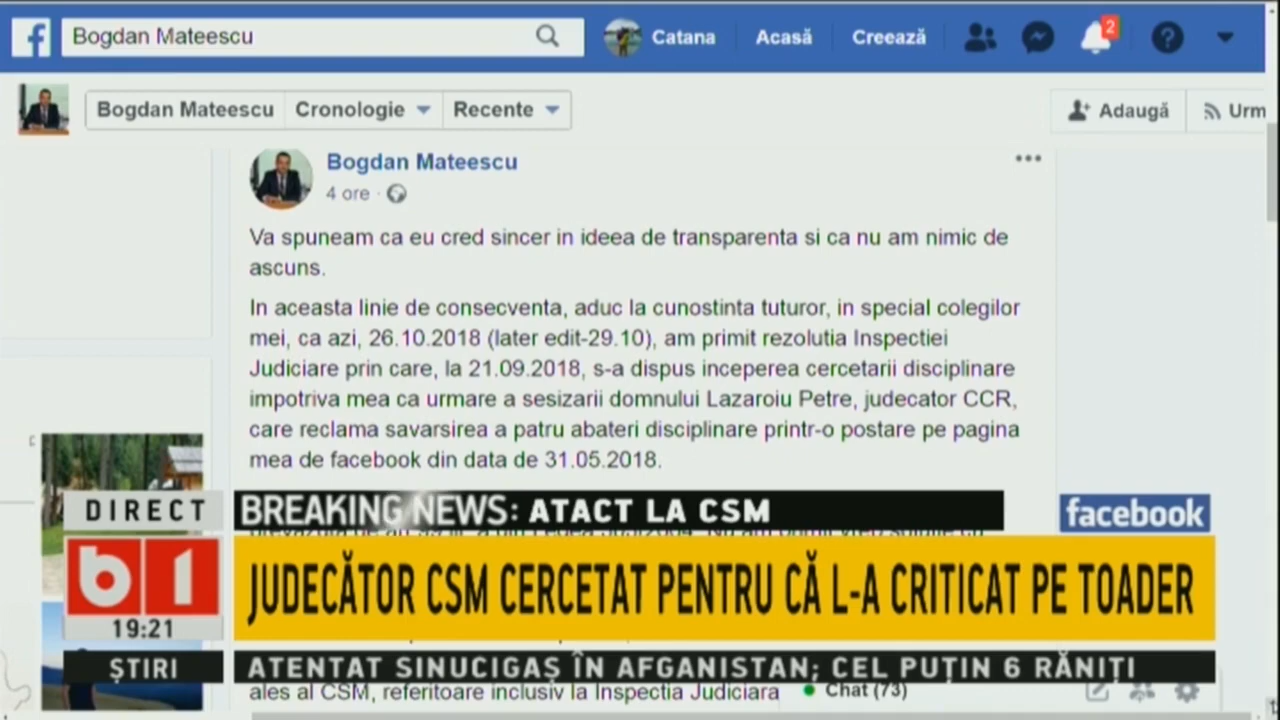 Bogdan Mateescu
Catana
Acasă
Creează
2
Bogdan Mateescu
Cronologie
Recente
Adaugă
Urm
Bogdan Mateescu
4 ore
Va spuneam ca eu cred sincer in ideea de transparenta si ca nu am nimic de
ascuns.
In aceasta linie de consecventa, aduc la cunostinta tuturor, in special colegilor
mei, ca azi, 26.10.2018 (later edit-29.10), am primit rezolutia Inspectiei
Judiciare prin care, la 21.09.2018, s-a dispus inceperea cercetarii disciplinare
impotriva mea ca urmare a sesizarii domnului Lazaroiu Petre, judecator CCR,
care reclama savarsirea a patru abateri disciplinare printr-o postare pe pagina
mea de facebook din data de 31.05.2018.
DIRECT
BREAKING NEWS: ATACT LA CSM
facebook
b1
JUDECĂTOR CSM CERCETAT PENTRU CĂ L-A CRITICAT PE TOADER
19:21
ȘTIRI
ATENTAT SINUCIGAȘ ÎN AFGANISTAN; CEL PUȚIN 6 RĂNIȚI
ales al CSM, referitoare inclusiv la Inspectia Judiciara
Chat (73)